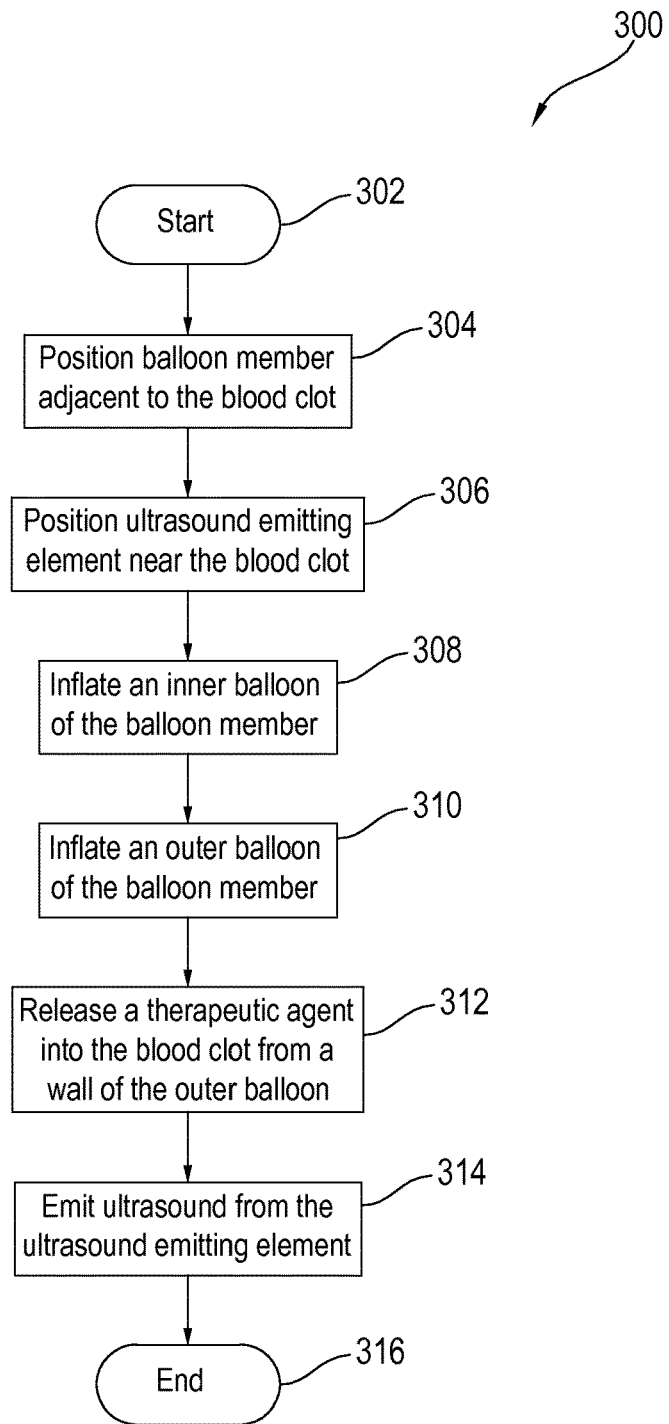 300
Start
302
Position balloon member
adjacent to the blood clot
304
Position ultrasound emitting
element near the blood clot
306
Inflate an inner balloon
of the balloon member
308
Inflate an outer balloon
of the balloon member
310
Release a therapeutic agent
into the blood clot from a
wall of the outer balloon
312
Emit ultrasound from the
ultrasound emitting element
314
End
316